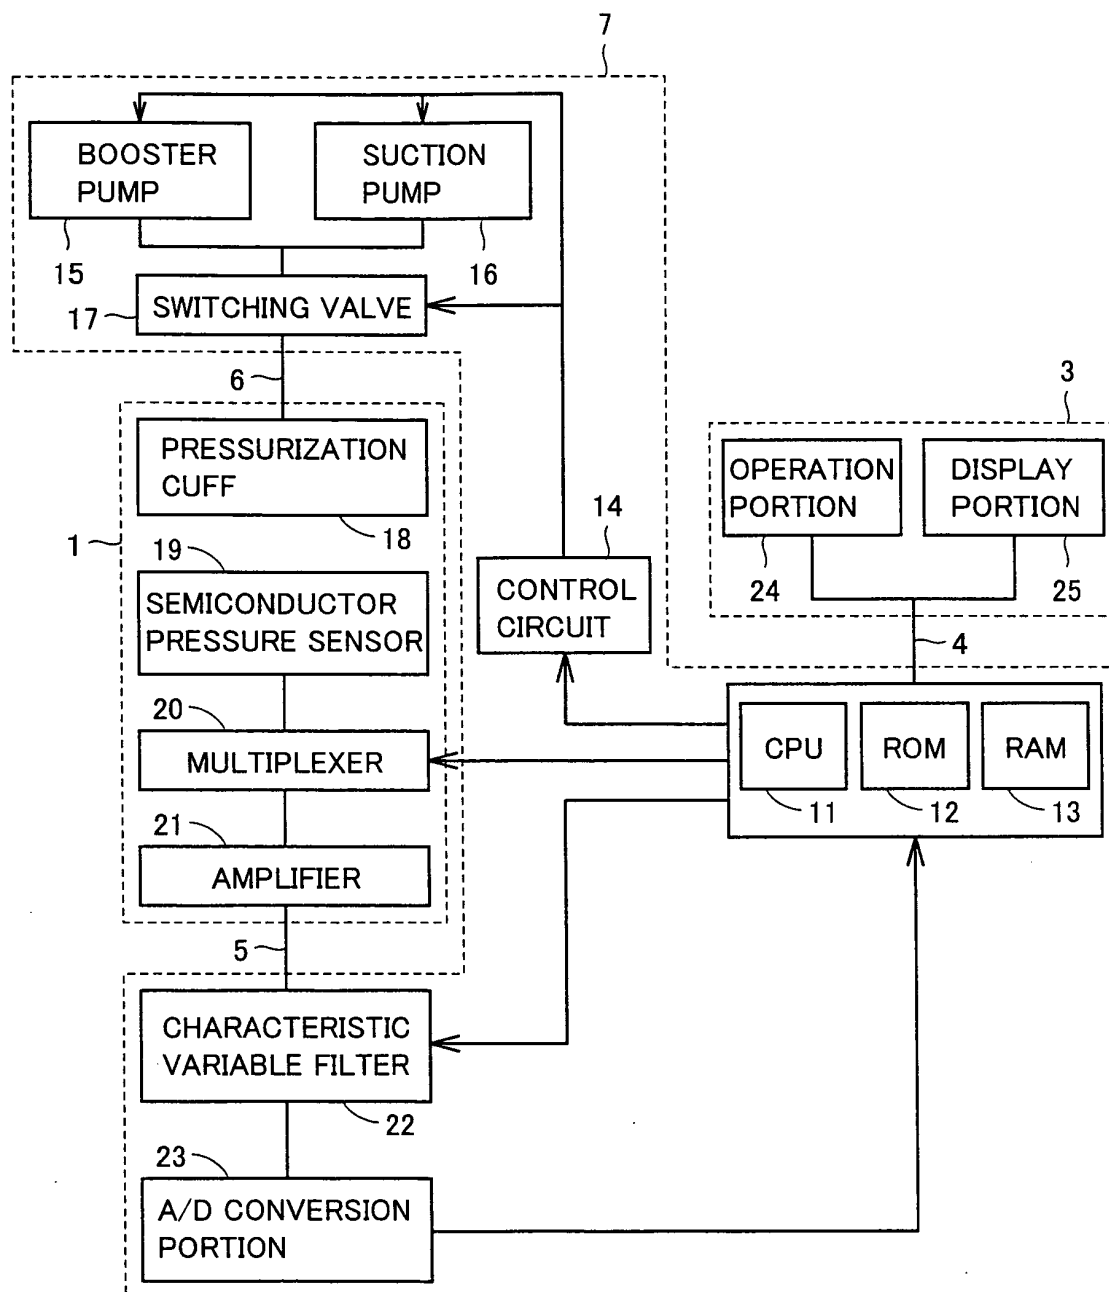 7
BOOSTER
PUMP
SUCTION
PUMP
15
16
17
SWITCHING VALVE
6
3
PRESSURIZATION
CUFF
OPERATION
PORTION
DISPLAY
PORTION
1
18
14
19
24
25
SEMICONDUCTOR
PRESSURE SENSOR
CONTROL
CIRCUIT
4
20
MULTIPLEXER
CPU
ROM
RAM
11
12
13
21
AMPLIFIER
5
CHARACTERISTIC
VARIABLE FILTER
22
23
A/D CONVERSION
PORTION